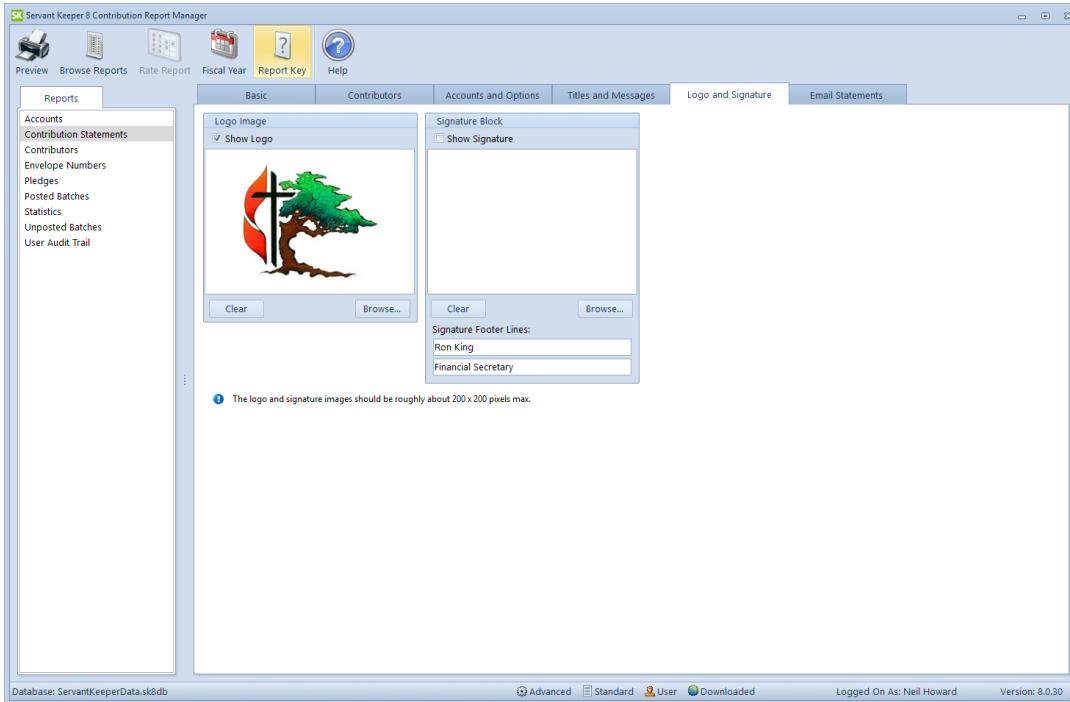 SK Servant Keeper 8 Contribution Report Manager
Preview Browse Reports Rate Report Fiscal Year Report Key Help
Reports
Accounts
Contribution Statements
Contributors
Envelope Numbers
Pledges
Posted Batches
Statistics
Unposted Batches
User Audit Trail
Basic Contributors Accounts and Options Titles and Messages Logo and Signature Email Statements
Logo Image
Show Logo
Clear Browse...
Signature Block
Show Signature
Clear Browse...
Signature Footer Lines:
Ron King
Financial Secretary
The logo and signature images should be roughly about 200 x 200 pixels max.
Database: ServantKeeperData.sk8db Advanced Standard User Downloaded Logged On As: Neil Howard Version: 8.0.30